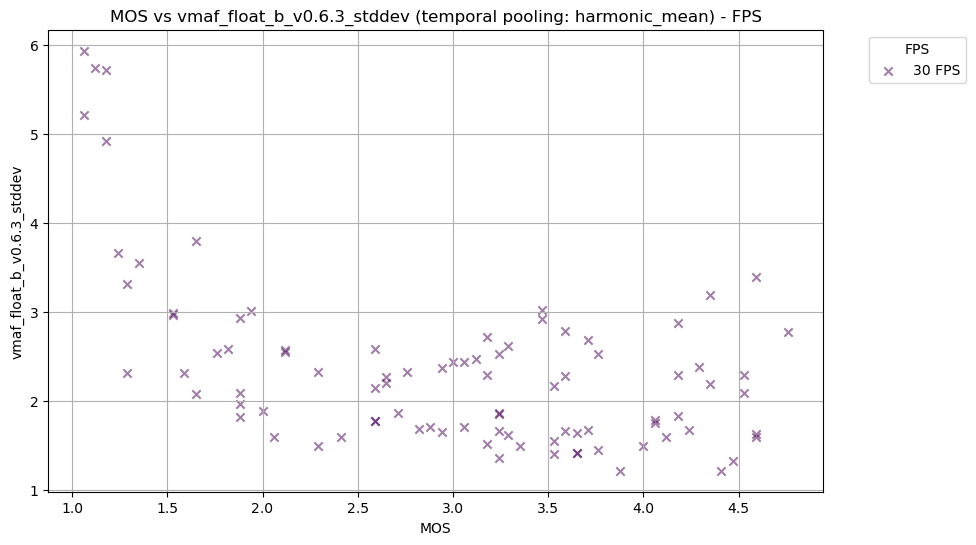 MOS vs vmaf_float_b_v0.6.3_stddev (temporal pooling: harmonic_mean) - FPS
FPS
30 FPS
vmaf_float_b_v0.6.3_stddev
6
5
4
3
2
1
1.0 1.5 2.0 2.5 3.0 3.5 4.0 4.5
MOS